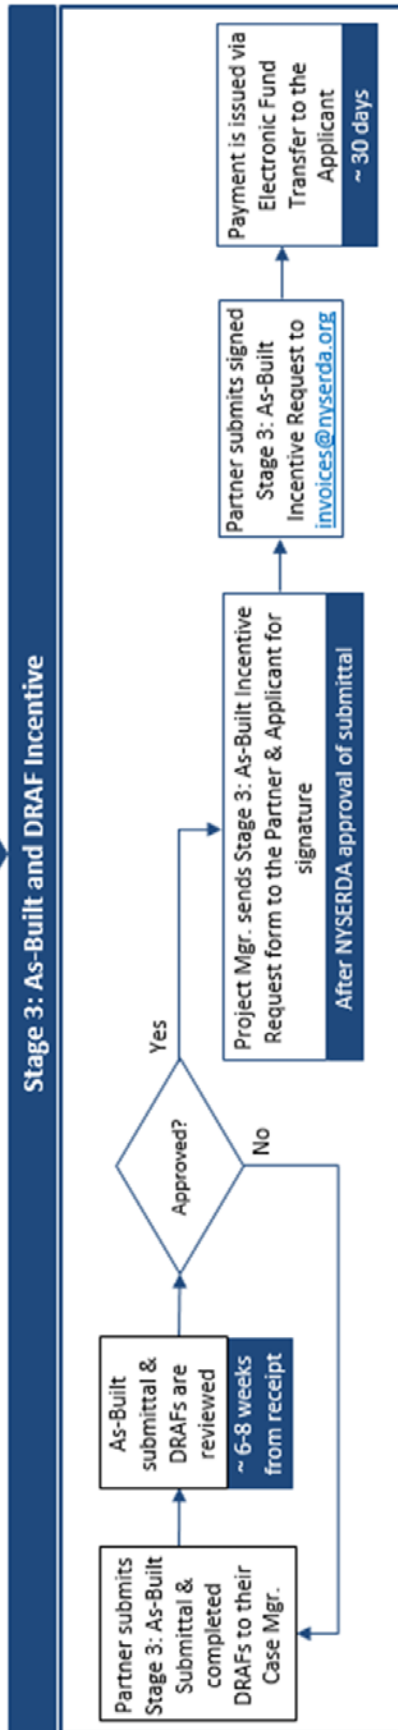 Stage 3: As-Built and DRAF Incentive
Partner submits
Stage 3: As-Built
Submittal &
completed
DRAFs to their
Case Mgr.
As-Built
submittal &
DRAFs are
reviewed
~ 6-8 weeks
from receipt
Approved?
Yes
No
Project Mgr. sends Stage 3: As-Built Incentive
Request form to the Partner & Applicant for
signature
After NYSERDA approval of submittal
Partner submits signed
Stage 3: As-Built
Incentive Request to
invoices@nyserda.org
Payment is issued via
Electronic Fund
Transfer to the
Applicant
~ 30 days